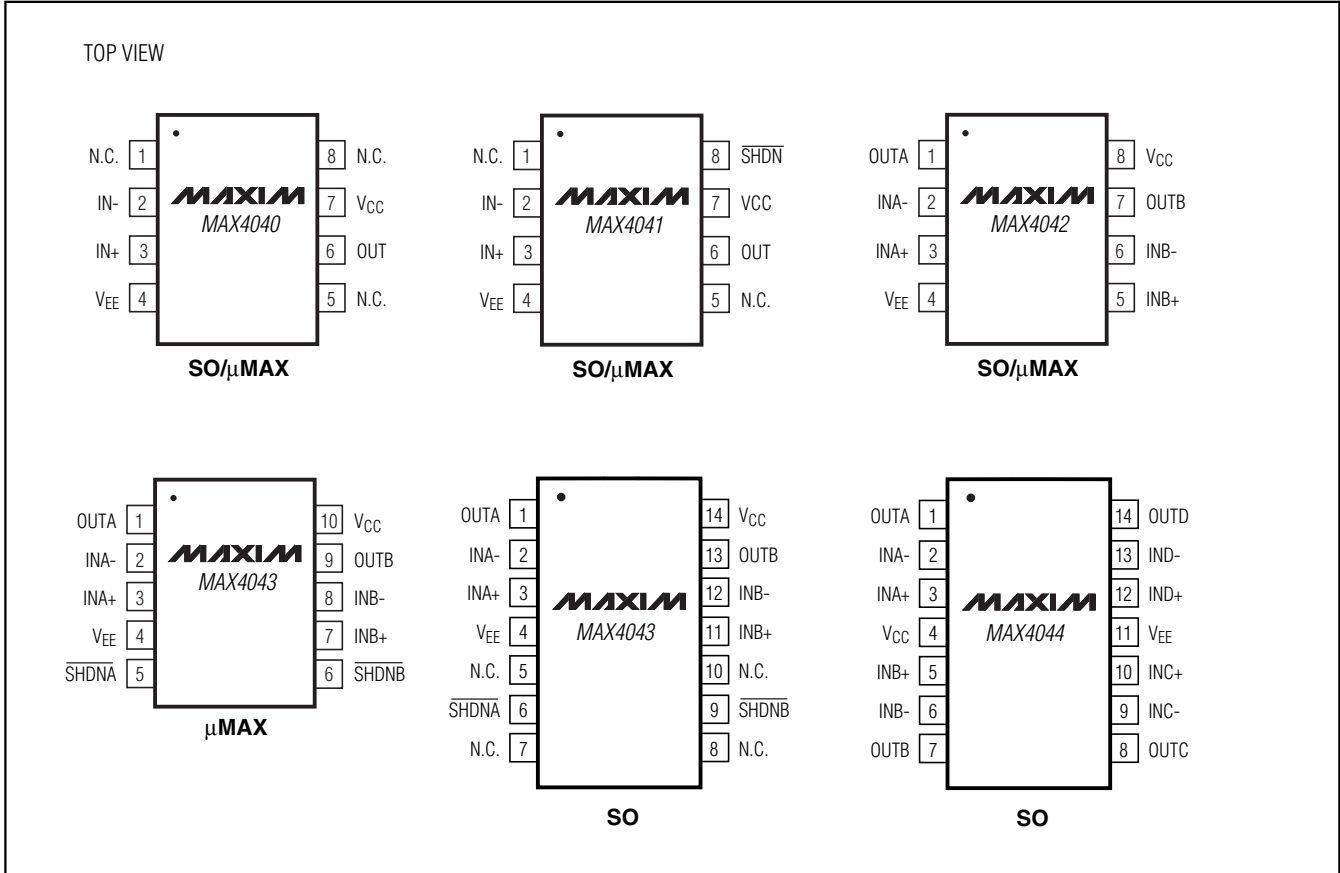 TOP VIEW
N.C. 1 8 N.C.
IN- 2 MAXIM 7 VCC
MAX4040
IN+ 3 6 OUT
VEE 4 5 N.C.
SO/μMAX
N.C. 1 8 SHDN
IN- 2 MAXIM 7 VCC
MAX4041
IN+ 3 6 OUT
VEE 4 5 N.C.
SO/μMAX
OUTA 1 8 VCC
INA- 2 MAXIM 7 OUTB
MAX4042
INA+ 3 6 INB-
VEE 4 5 INB+
SO/μMAX
OUTA 1 10 VCC
INA- 2 MAXIM 9 OUTB
MAX4043
INA+ 3 8 INB-
VEE 4 7 INB+
SHDNA 5 6 SHDNB
μMAX
OUTA 1 14 VCC
INA- 2 13 OUTB
INA+ 3 MAXIM 12 INB-
VEE 4 MAX4043 11 INB+
N.C. 5 10 N.C.
SHDNA 6 9 SHDNB
N.C. 7 8 N.C.
SO
OUTA 1 14 OUTD
INA- 2 13 IND-
INA+ 3 MAXIM 12 IND+
VCC 4 MAX4044 11 VEE
INB+ 5 10 INC+
INB- 6 9 INC-
OUTB 7 8 OUTC
SO